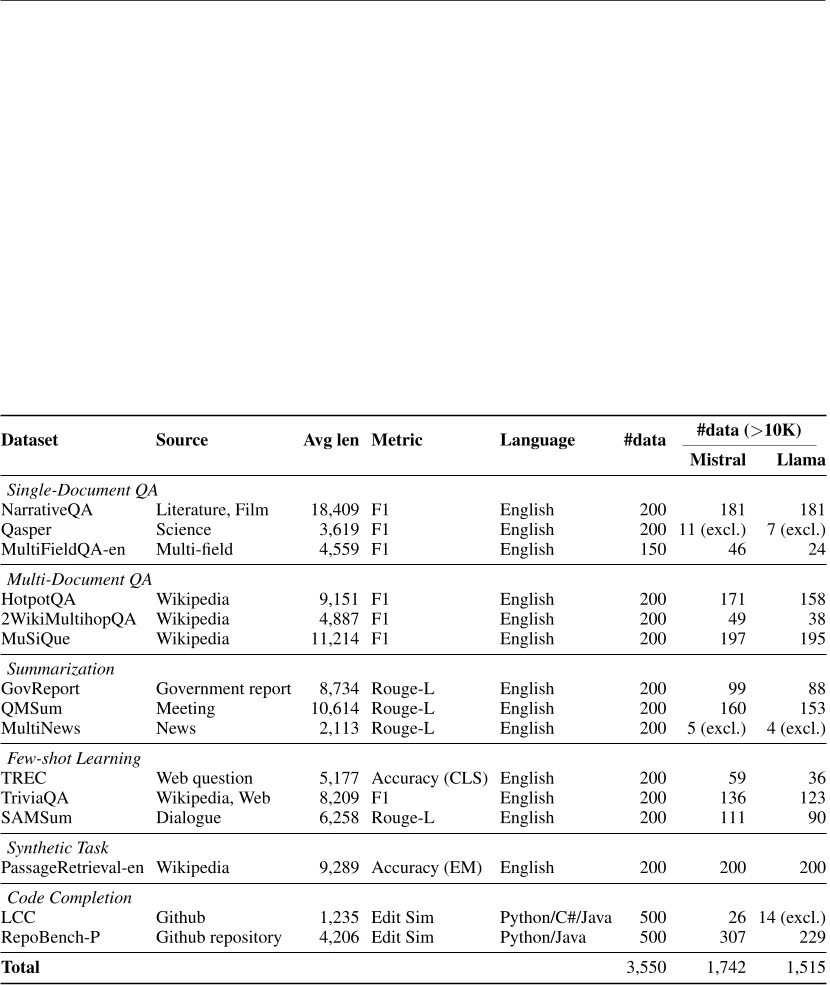 Dataset Source Avg len Metric Language #data #data (>10K)
Mistral Llama
Single-Document QA
NarrativeQA Literature, Film 18,409 F1 English 200 181 181
Qasper Science 3,619 F1 English 200 11 (excl.) 7 (excl.)
MultiFieldQA-en Multi-field 4,559 F1 English 150 46 24
Multi-Document QA
HotpotQA Wikipedia 9,151 F1 English 200 171 158
2WikiMultihopQA Wikipedia 4,887 F1 English 200 49 38
MuSiQue Wikipedia 11,214 F1 English 200 197 195
Summarization
GovReport Government report 8,734 Rouge-L English 200 99 88
QMSum Meeting 10,614 Rouge-L English 200 160 153
MultiNews News 2,113 Rouge-L English 200 5 (excl.) 4 (excl.)
Few-shot Learning
TREC Web question 5,177 Accuracy (CLS) English 200 59 36
TriviaQA Wikipedia, Web 8,209 F1 English 200 136 123
SAMSum Dialogue 6,258 Rouge-L English 200 111 90
Synthetic Task
PassageRetrieval-en Wikipedia 9,289 Accuracy (EM) English 200 200 200
Code Completion
LCC Github 1,235 Edit Sim Python/C#/Java 500 26 14 (excl.)
RepoBench-P Github repository 4,206 Edit Sim Python/Java 500 307 229
Total 3,550 1,742 1,515